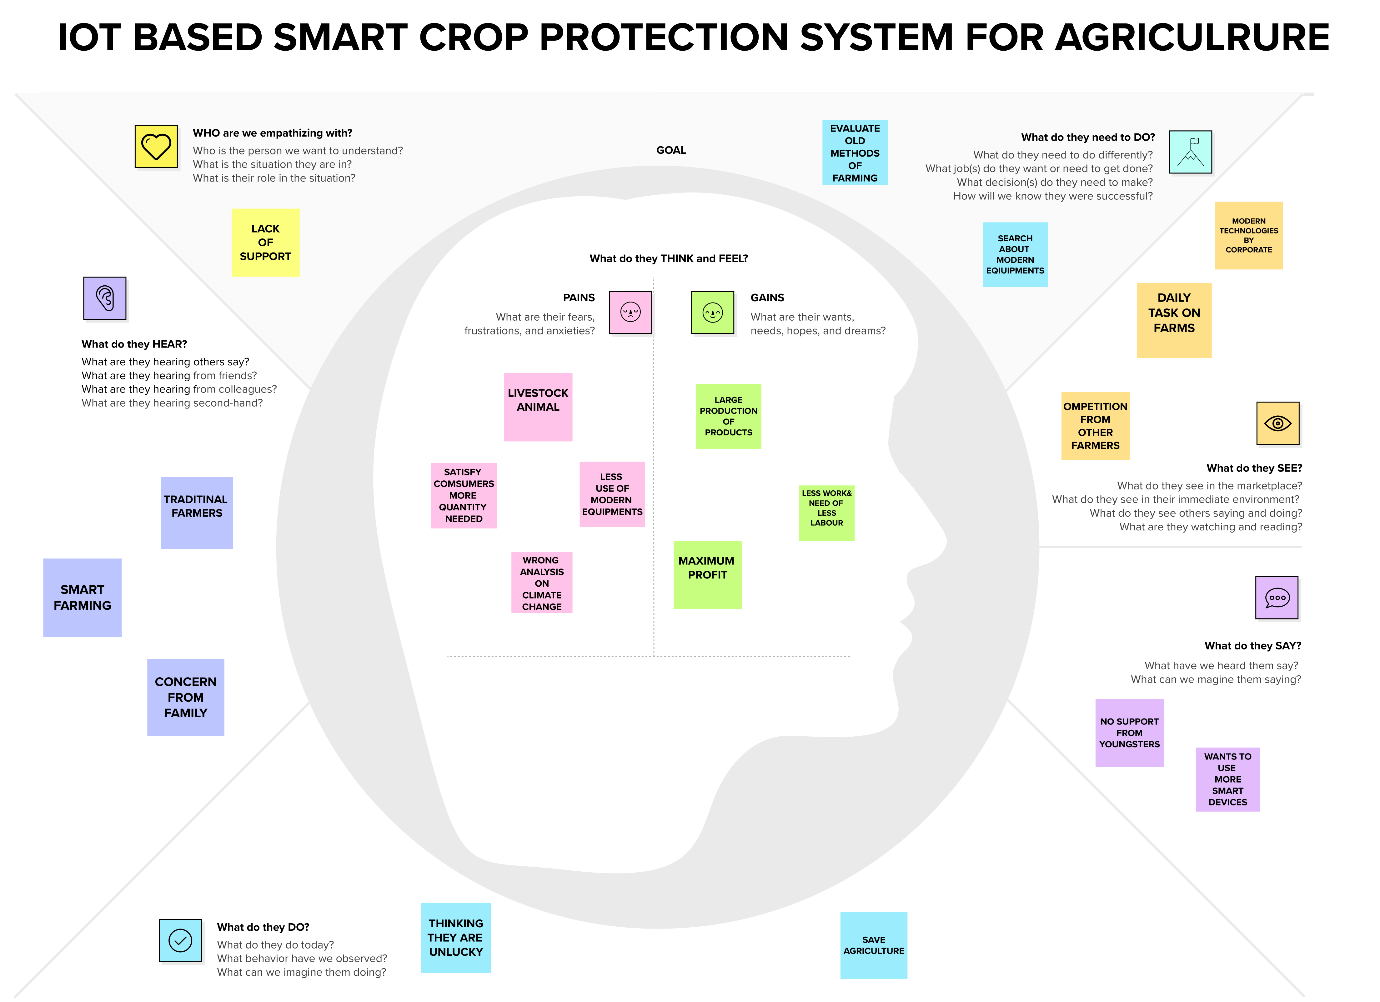 IOT BASED SMART CROP PROTECTION SYSTEM FOR AGRICULRURE
WHO are we empathizing with?
Who is the person we want to understand?
What is the situation they are in?
What is their role in the situation?
LACK
OF
SUPPORT
GOAL
EVALUATE
OLD
METHODS
OF
FARMING
What do they need to DO?
What do they need to do differently?
What job(s) do they want or need to get done?
What decision(s) do they need to make?
How will we know they were successful?
SEARCH
ABOUT
MODERN
EQIUIPMENTS
MODERN
TECHNOLOGIES
BY
CORPORATE
DAILY
TASK ON
FARMS
OMPETITION
FROM
OTHER
FARMERS
What do they SEE?
What do they see in the marketplace?
What do they see in their immediate environment?
What do they see others saying and doing?
What are they watching and reading?
What do they HEAR?
What are they hearing others say?
What are they hearing from friends?
What are they hearing from colleagues?
What are they hearing second-hand?
TRADITINAL
FARMERS
SMART
FARMING
CONCERN
FROM
FAMILY
What do they THINK and FEEL?
PAINS
What are their fears,
frustrations, and anxieties?
LIVESTOCK
ANIMAL
SATISFY
COMSUMERS
MORE
QUANTITY
NEEDED
LESS
USE OF
MODERN
EQUIPMENTS
WRONG
ANALYSIS
ON
CLIMATE
CHANGE
GAINS
What are their wants,
needs, hopes, and dreams?
LARGE
PRODUCTION
OF
PRODUCTS
LESS WORK&
NEED OF
LESS
LABOUR
MAXIMUM
PROFIT
What do they SAY?
What have we heard them say?
What can we magine them saying?
NO SUPPORT
FROM
YOUNGSTERS
WANTS TO
USE
MORE
SMART
DEVICES
What do they DO?
What do they do today?
What behavior have we observed?
What can we imagine them doing?
THINKING
THEY ARE
UNLUCKY
SAVE
AGRICULTURE